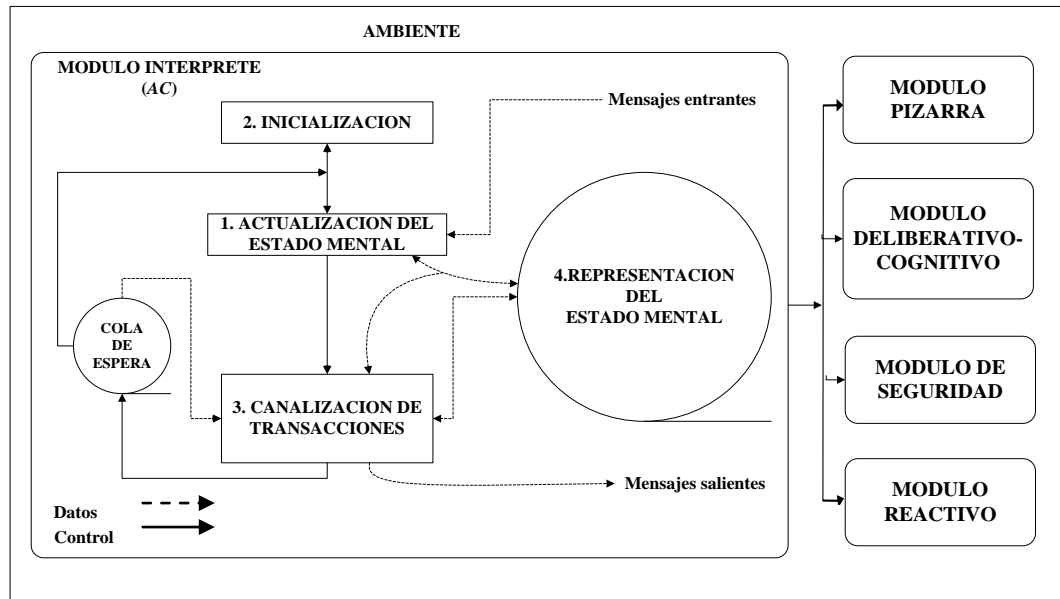 AMBIENTE
MODULO INTERPRETE
(AC)
2. INICIALIZACION
Mensajes entrantes
1. ACTUALIZACION DEL
ESTADO MENTAL
4.REPRESENTACION
DEL
ESTADO MENTAL
COLA
DE
ESPERA
3. CANALIZACION DE
TRANSACCIONES
Mensajes salientes
Datos
Control
MODULO
PIZARRA
MODULO
DELIBERATIVO-
COGNITIVO
MODULO DE
SEGURIDAD
MODULO
REACTIVO